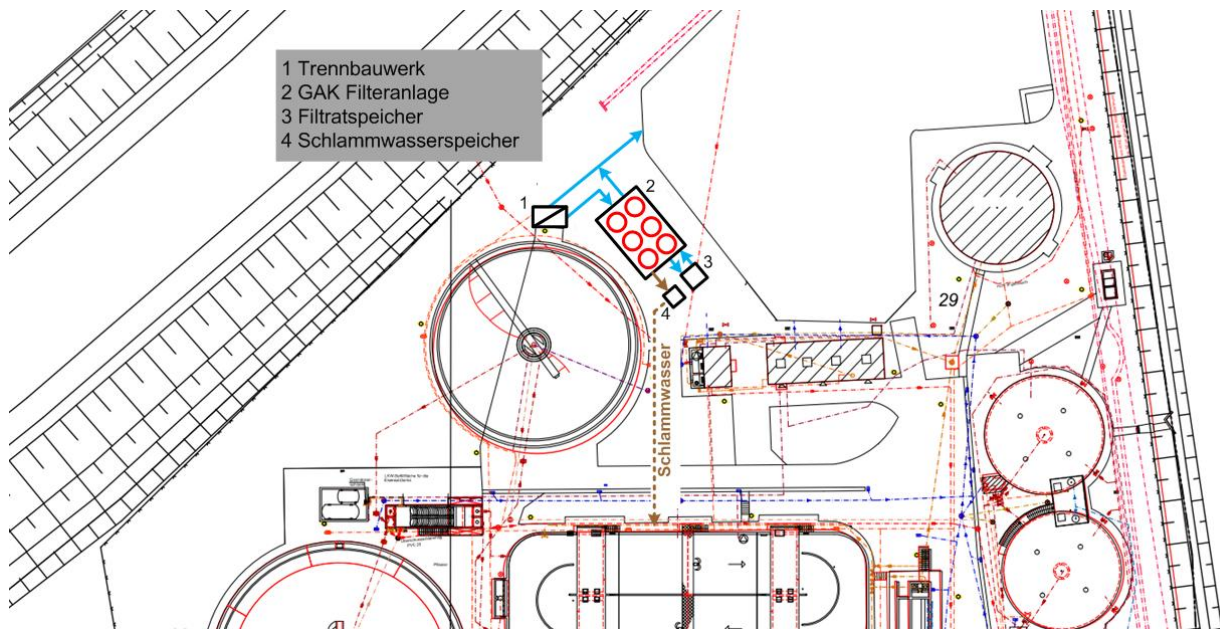 1 Trennbauwerk
2 GAK Filteranlage
3 Filtratspeicher
4 Schlammwasserspeicher
1
2
3
4
29
Schlammwasser